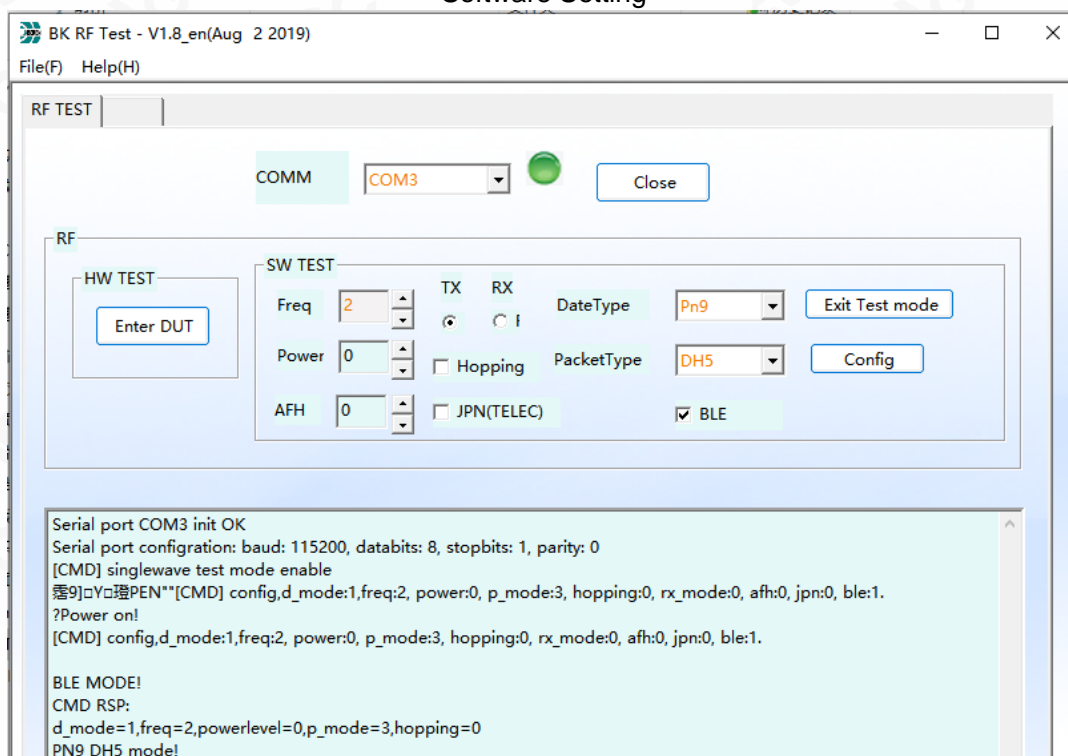 Software Setting
BK RF Test - V1.8_en(Aug 2 2019)
File(F) Help(H)
RF TEST
COMM COM3 Close
RF
HW TEST
Enter DUT
SW TEST
TX RX
Freq 2 DateType Pn9 Exit Test mode
Power 0 Hopping PacketType DH5 Config
AFH 0 JPN(TELEC) BLE
Serial port COM3 init OK
Serial port configration: baud: 115200, databits: 8, stopbits: 1, parity: 0
[CMD] singlewave test mode enable
9]□Y□PEN""[CMD] config,d_mode:1,freq:2, power:0, p_mode:3, hopping:0, rx_mode:0, afh:0, jpn:0, ble:1.
?Power on!
[CMD] config,d_mode:1,freq:2, power:0, p_mode:3, hopping:0, rx_mode:0, afh:0, jpn:0, ble:1.
BLE MODE!
CMD RSP:
d_mode=1,freq=2,powerlevel=0,p_mode=3,hopping=0
PN9 DH5 mode!